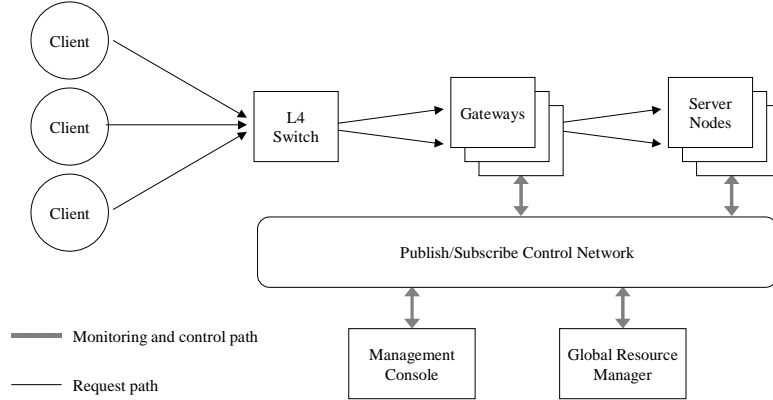 Client
Client
Client
L4
Switch
Gateways
Server
Nodes
Publish/Subscribe Control Network
Monitoring and control path
Request path
Management
Console
Global Resource
Manager